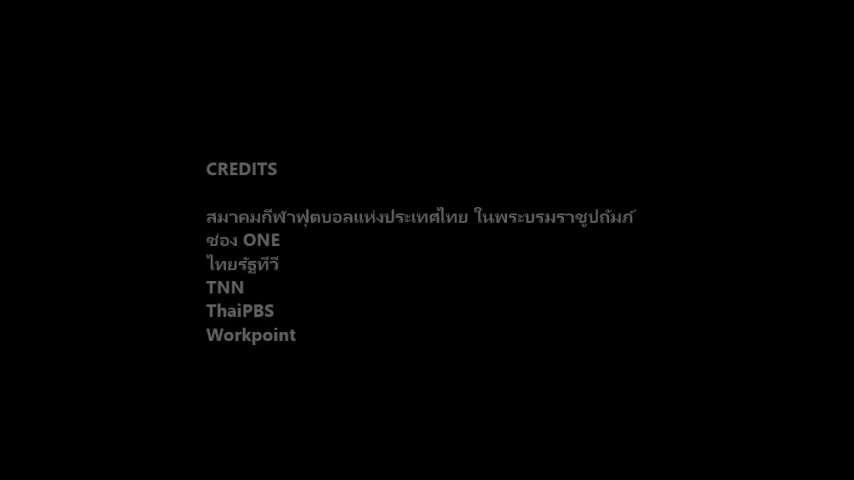 CREDITS
สมาคมกีฬาฟุตบอลแห่งประเทศไทย ในพระบรมราชูปถัมภ์
ช่อง ONE
ไทยรัฐทีวี
TNN
ThaiPBS
Workpoint